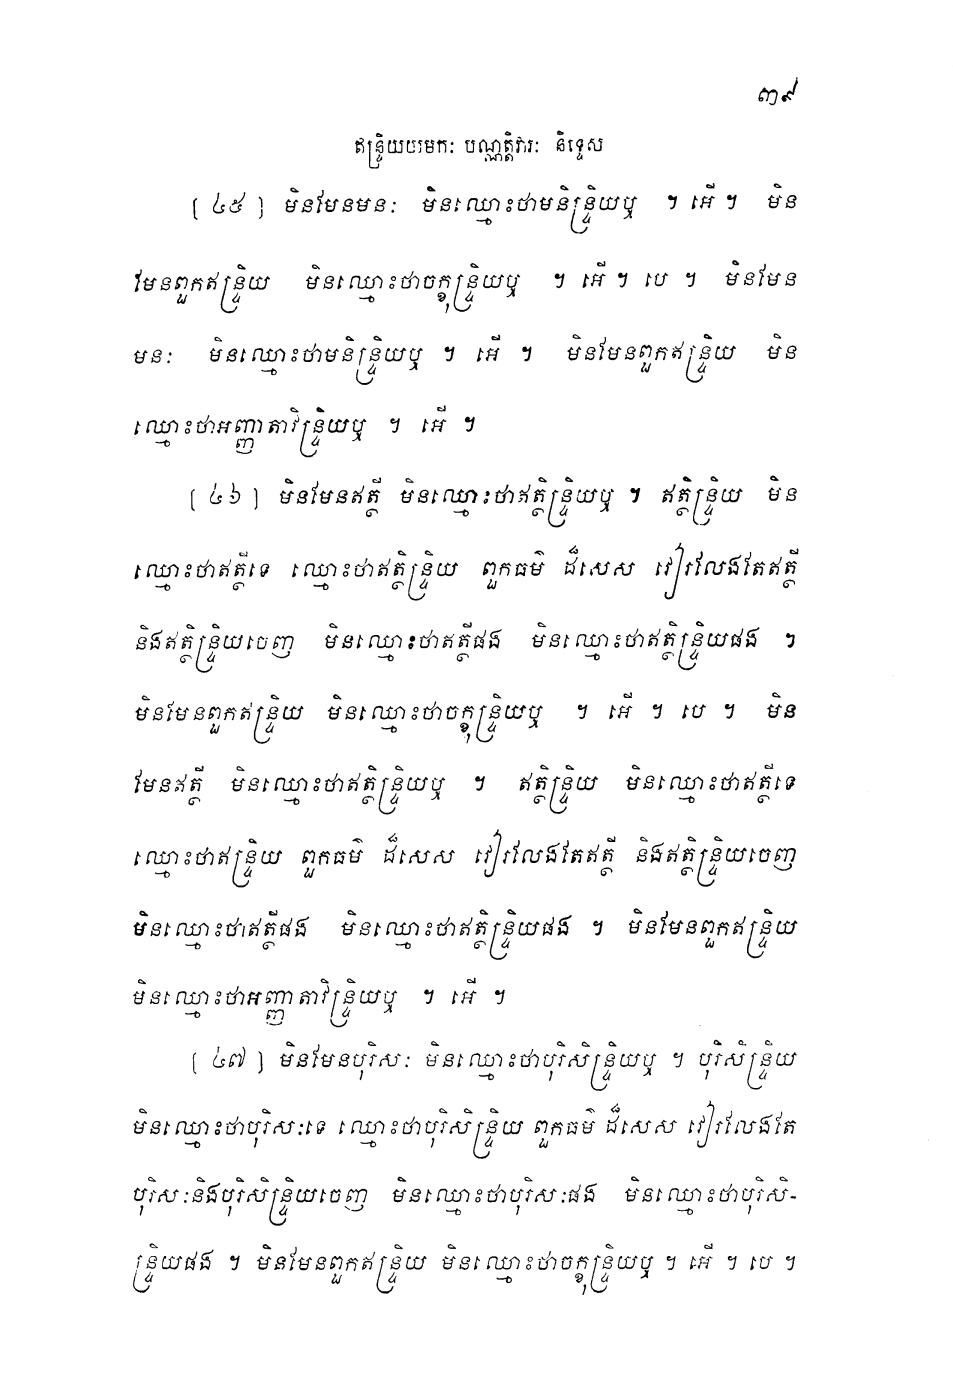 ៣៩
ឥន្ទ្រិយយមកៈ បណ្ណត្តិវារៈ និទ្ទេស
[ ៤៥ ] មិនមែនមនៈ មិនឈ្មោះថាមនិន្ទ្រិយឬ ។ អើ ។ មិន
មែនពួកឥន្ទ្រិយ មិនឈ្មោះថាចក្ខុន្ទ្រិយឬ ។ អើ ។ បេ ។ មិនមែន
មនៈ មិនឈ្មោះថាមនិន្ទ្រិយឬ ។ អើ ។ មិនមែនពួកឥន្ទ្រិយ មិន
ឈ្មោះថាអញ្ញាតាវិន្ទ្រិយឬ ។ អើ ។
[ ៤៦ ] មិនមែនឥត្ថី មិនឈ្មោះថាឥត្ថិន្ទ្រិយឬ ។ ឥត្ថិន្ទ្រិយ មិន
ឈ្មោះថាឥត្ថីទេ ឈ្មោះថាឥត្ថិន្ទ្រិយ ពួកធម៌ ដ៏សេស វៀរលែងតែឥត្ថី
និងឥត្ថិន្ទ្រិយចេញ មិនឈ្មោះថាឥត្ថីផង មិនឈ្មោះថាឥត្ថិន្ទ្រិយផង ។
មិនមែនពួកឥន្ទ្រិយ មិនឈ្មោះថាចក្ខុន្ទ្រិយឬ ។ អើ ។ បេ ។ មិន
មែនឥត្ថី មិនឈ្មោះថាឥត្ថិន្ទ្រិយឬ ។ ឥត្ថិន្ទ្រិយ មិនឈ្មោះថាឥត្ថីទេ
ឈ្មោះថាឥន្ទ្រិយ ពួកធម៌ ដ៏សេស វៀរលែងតែឥត្ថី និងឥត្ថិន្ទ្រិយចេញ
មិនឈ្មោះថាឥត្ថីផង មិនឈ្មោះថាឥត្ថិន្ទ្រិយផង ។ មិនមែនពួកឥន្ទ្រិយ
មិនឈ្មោះថាអញ្ញាតាវិន្ទ្រិយឬ ។ អើ ។
[ ៤៧ ] មិនមែនបុរិសៈ មិនឈ្មោះថាបុរិសិន្ទ្រិយឬ ។ បុរិសិន្ទ្រិយ
មិនឈ្មោះថាបុរិសៈទេ ឈ្មោះថាបុរិសិន្ទ្រិយ ពួកធម៌ ដ៏សេស វៀរលែងតែ
បុរិសៈនិងបុរិសិន្ទ្រិយចេញ មិនឈ្មោះថាបុរិសៈផង មិនឈ្មោះថាបុរិសិ-
ន្ទ្រិយផង ។ មិនមែនពួកឥន្ទ្រិយ មិនឈ្មោះថាចក្ខុន្ទ្រិយឬ ។ អើ ។ បេ ។